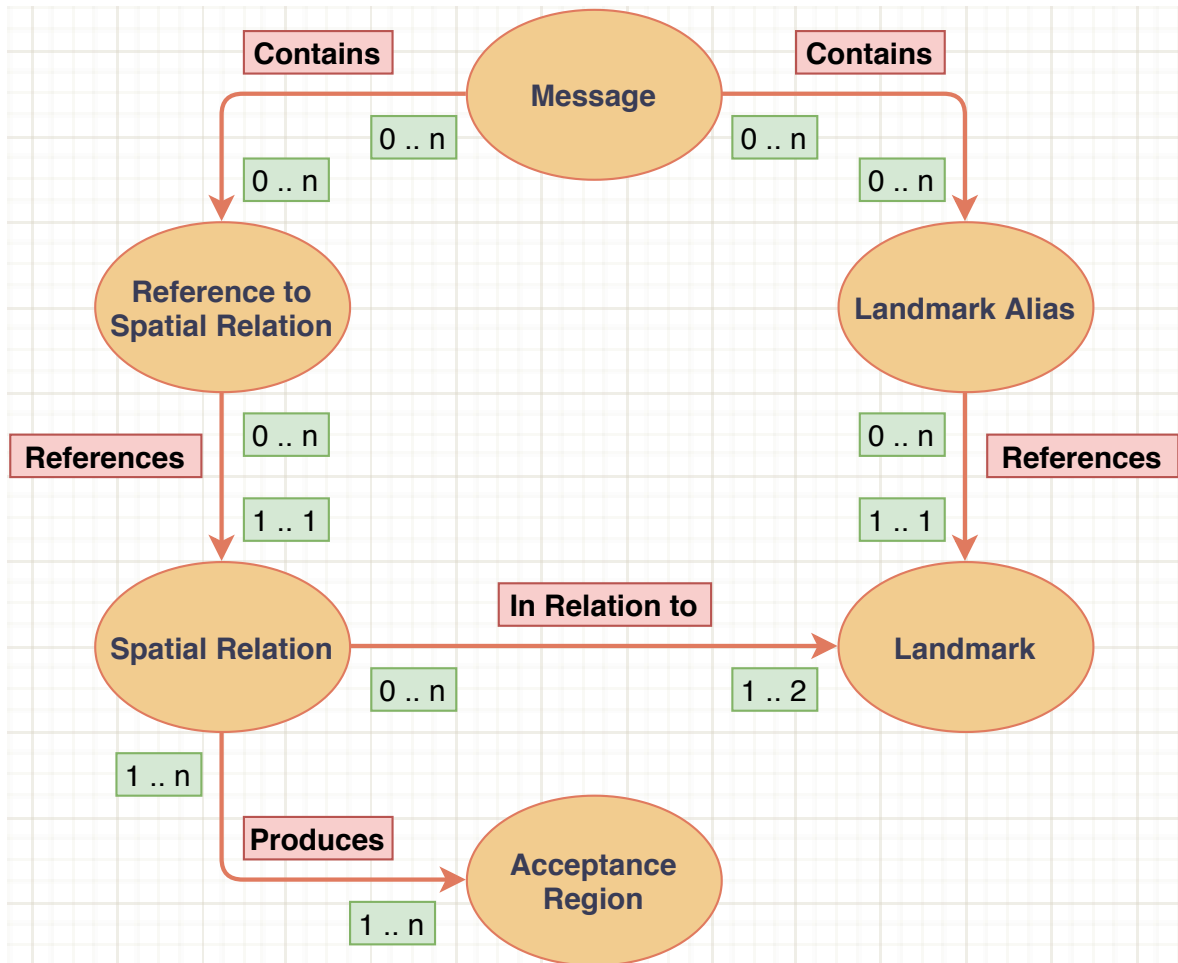 Contains
Contains
Message
0 .. n
0 .. n
0 .. n
0 .. n
Reference to
Spatial Relation
Landmark Alias
0 .. n
0 .. n
References
References
1 .. 1
1 .. 1
In Relation to
Spatial Relation
Landmark
0 .. n
1 .. 2
1 .. n
Produces
Acceptance
Region
1 .. n